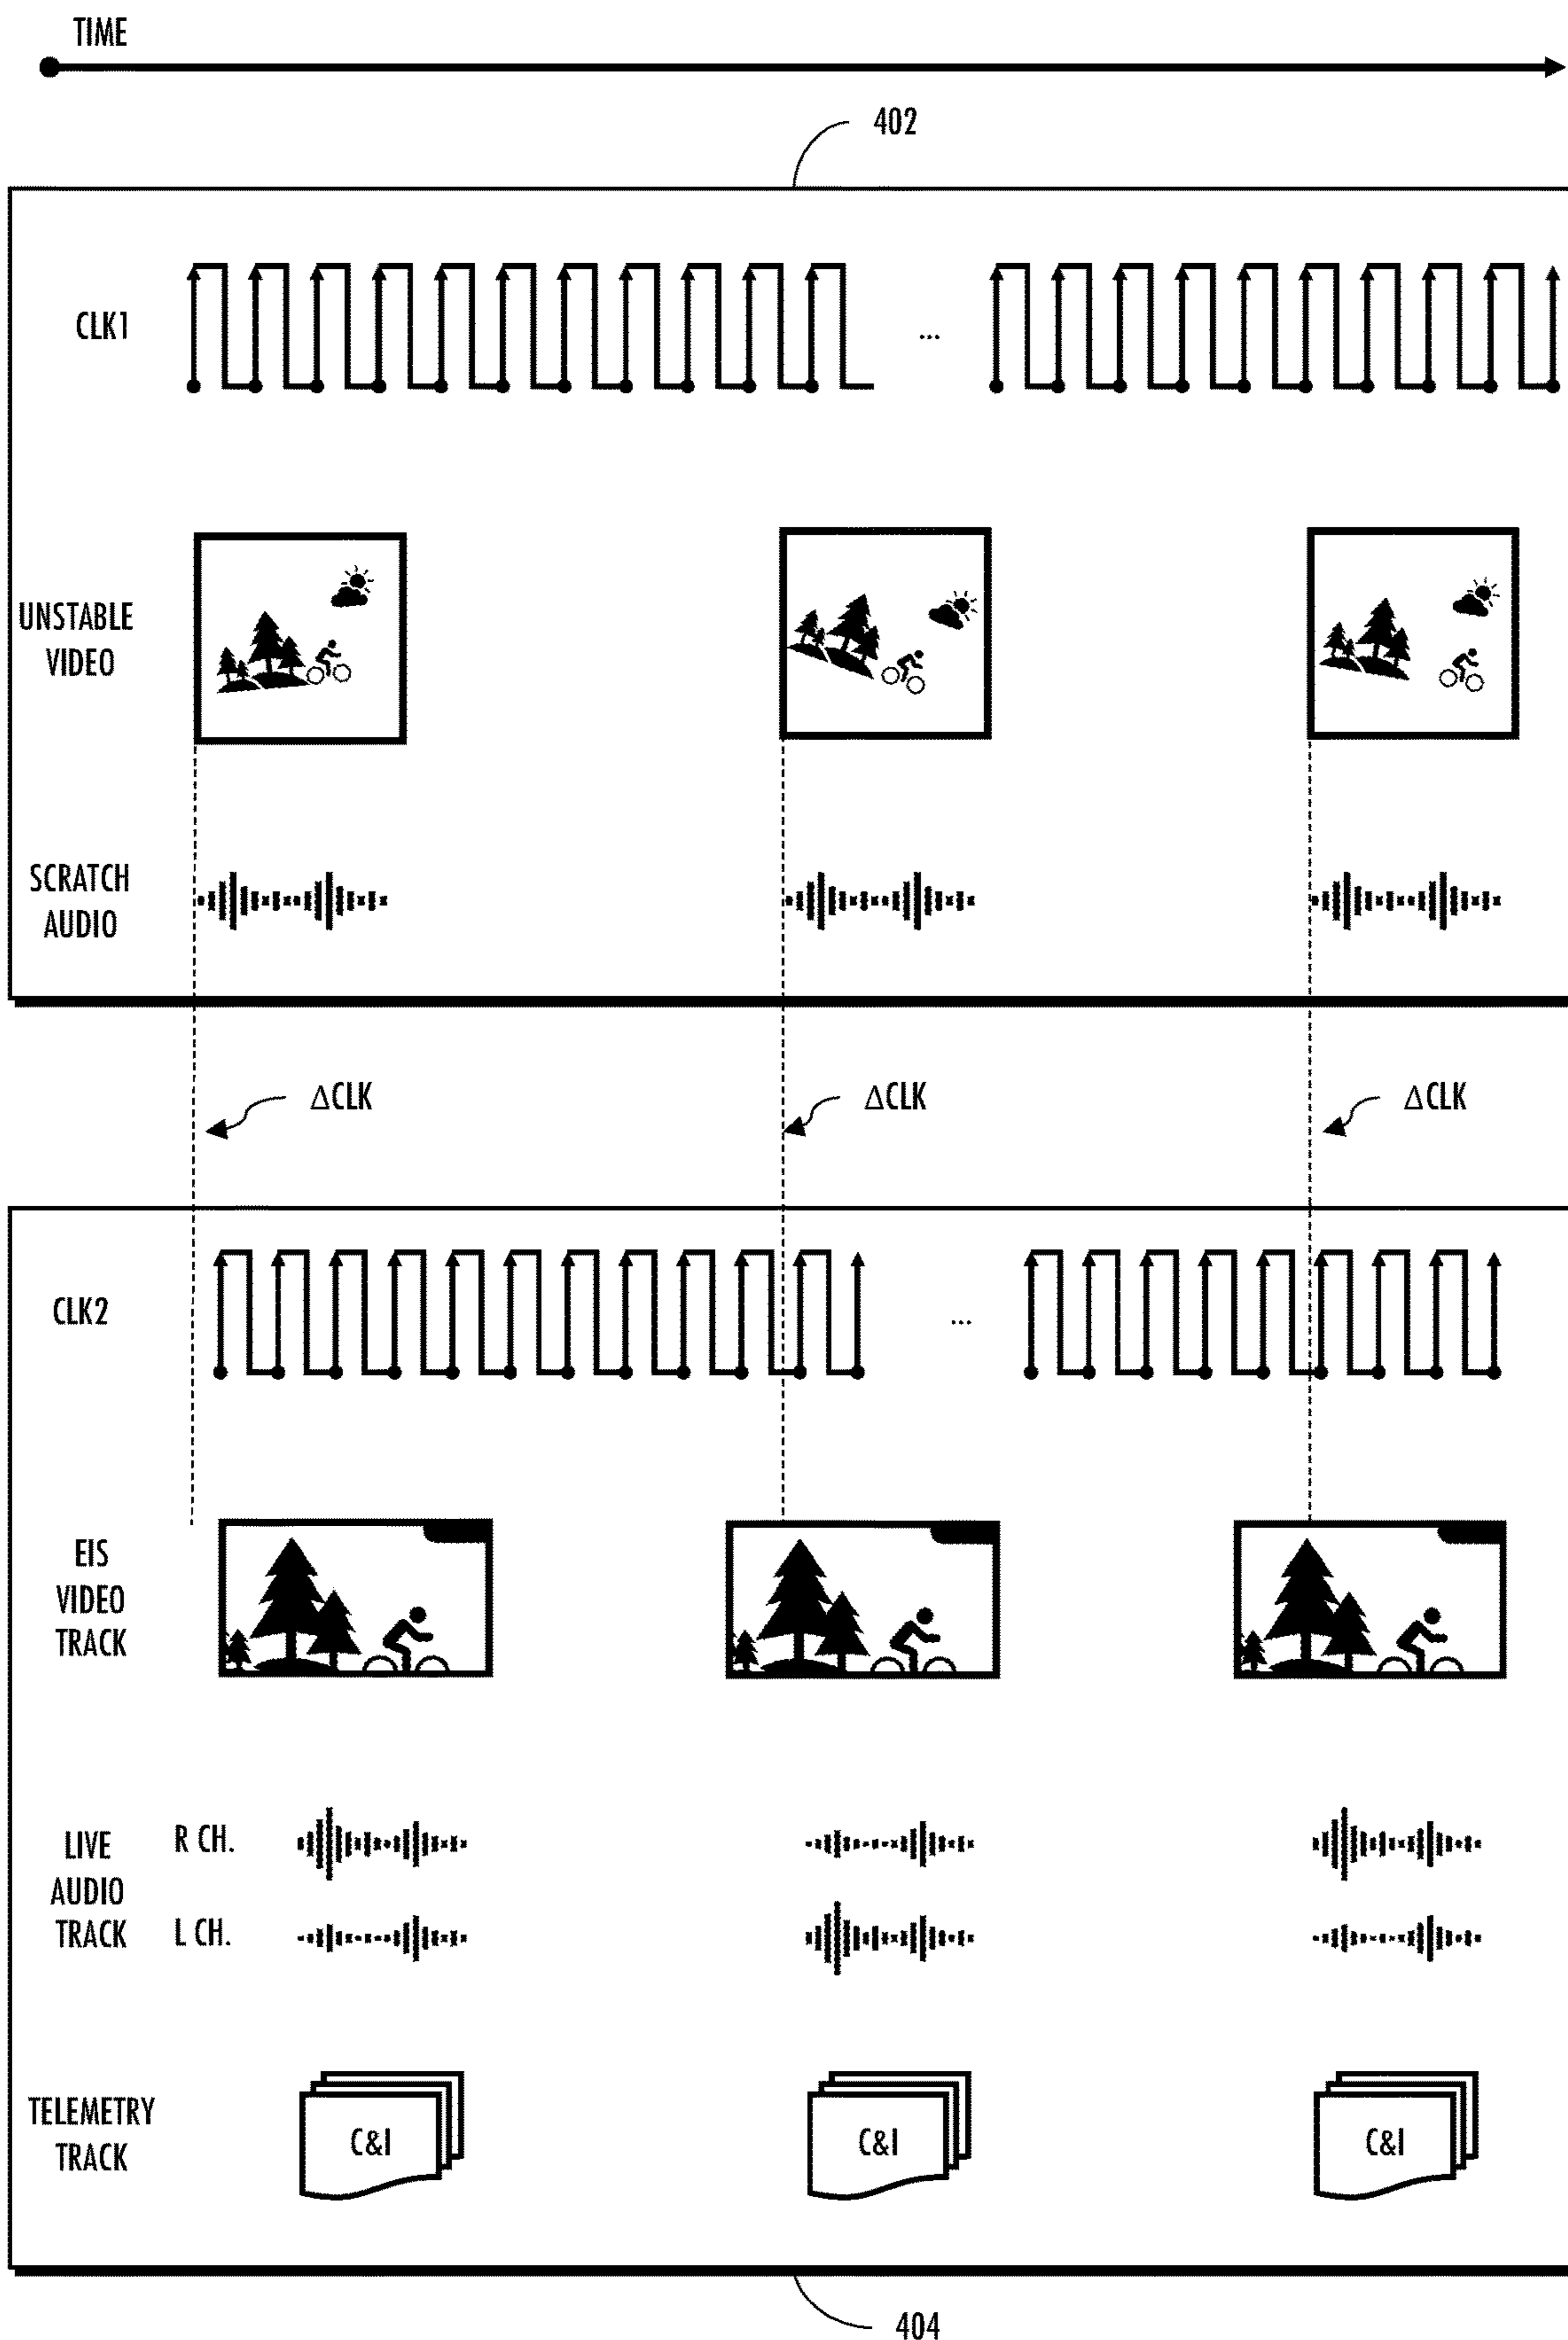 TIME
402
CLK1
...
UNSTABLE
VIDEO
SCRATCH
AUDIO
ΔCLK
ΔCLK
ΔCLK
CLK2
...
EIS
VIDEO
TRACK
LIVE
AUDIO
TRACK
R CH.
L CH.
TELEMETRY
TRACK
C&I
C&I
C&I
404